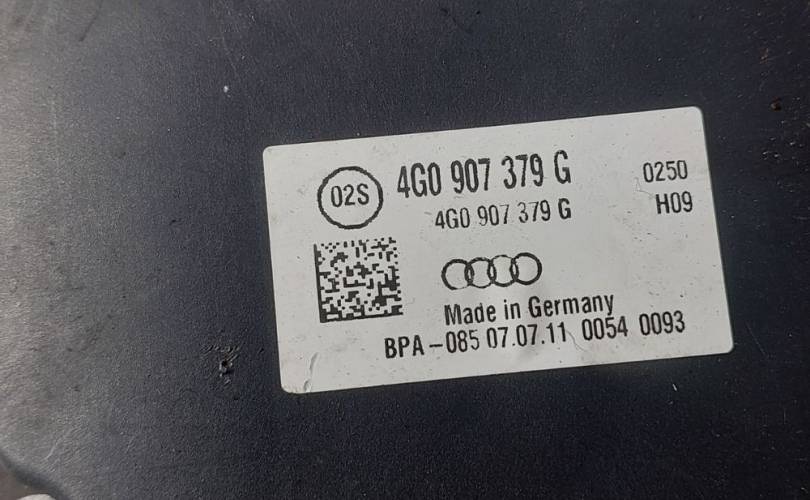 02S 4G0 907 379 G 0250
4G0 907 379 G H09
Made in Germany
BPA-085 07.07.11 0054 0093